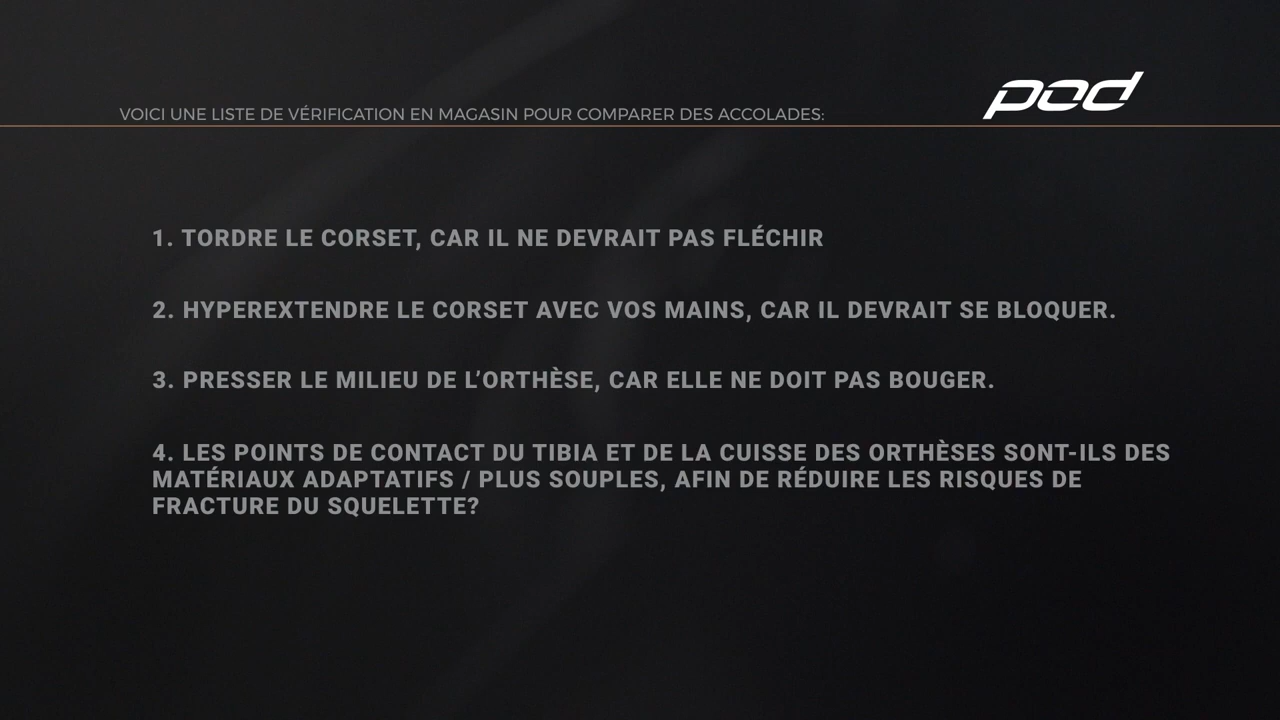 VOICI UNE LISTE DE VÉRIFICATION EN MAGASIN POUR COMPARER DES ACCOLADES:
pod
1. TORDRE LE CORSET, CAR IL NE DEVRAIT PAS FLÉCHIR
2. HYPEREXTENDRE LE CORSET AVEC VOS MAINS, CAR IL DEVRAIT SE BLOQUER.
3. PRESSER LE MILIEU DE L’ORTHÈSE, CAR ELLE NE DOIT PAS BOUGER.
4. LES POINTS DE CONTACT DU TIBIA ET DE LA CUISSE DES ORTHÈSES SONT-ILS DES
MATÉRIAUX ADAPTATIFS / PLUS SOUPLES, AFIN DE RÉDUIRE LES RISQUES DE
FRACTURE DU SQUELETTE?